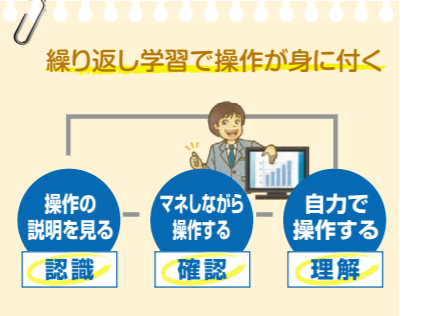 繰り返し学習で操作が身に付く
操作の
説明を見る
認識
マネしながら
操作する
確認
自力で
操作する
理解